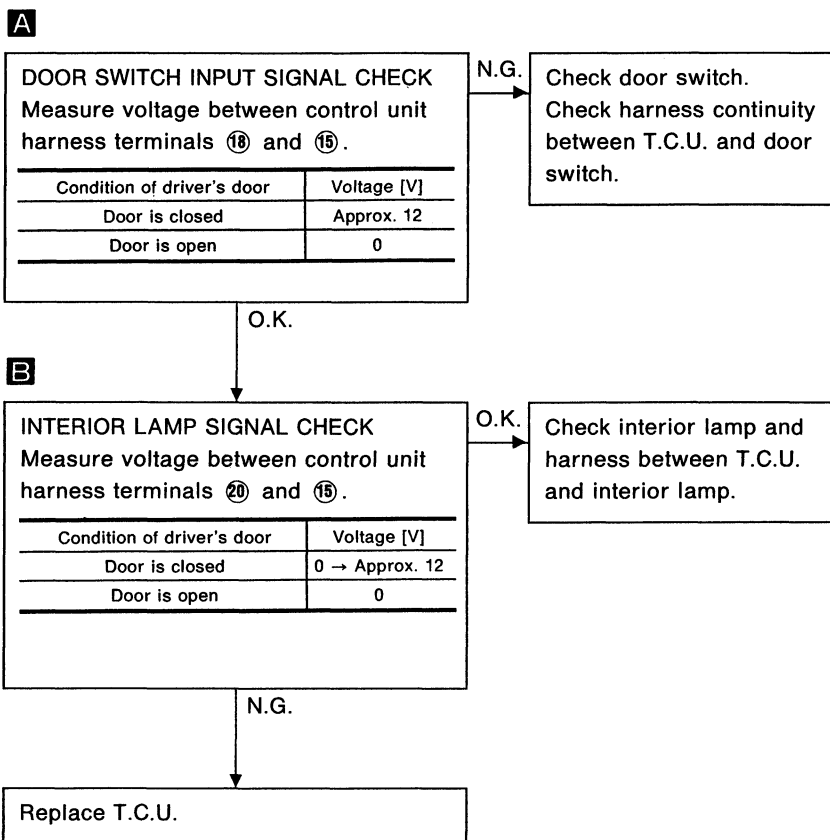 A
DOOR SWITCH INPUT SIGNAL CHECK
Measure voltage between control unit
harness terminals ⑱ and ⑮.
Condition of driver's door Voltage [V]
Door is closed Approx. 12
Door is open 0
N.G.
Check door switch.
Check harness continuity
between T.C.U. and door
switch.
O.K.
B
INTERIOR LAMP SIGNAL CHECK
Measure voltage between control unit
harness terminals ⑳ and ⑮.
Condition of driver's door Voltage [V]
Door is closed 0 → Approx. 12
Door is open 0
O.K.
Check interior lamp and
harness between T.C.U.
and interior lamp.
N.G.
Replace T.C.U.